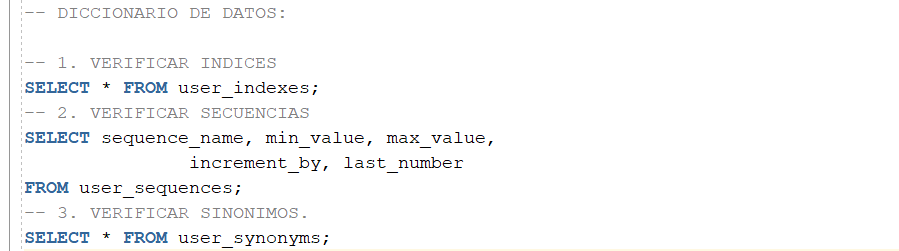 -- DICCIONARIO DE DATOS:
-- 1. VERIFICAR INDICES
SELECT * FROM user_indexes;
-- 2. VERIFICAR SECUENCIAS
SELECT sequence_name, min_value, max_value,
increment_by, last_number
FROM user_sequences;
-- 3. VERIFICAR SINONIMOS.
SELECT * FROM user_synonyms;